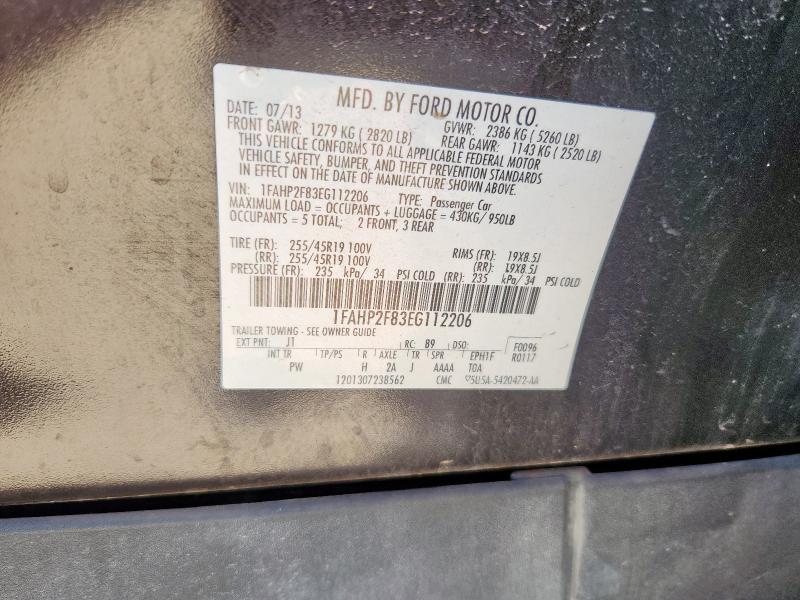 MFD. BY FORD MOTOR CO.
DATE: 07/13 GVWR: 2386 KG ( 5260 LB)
FRONT GAWR: 1279 KG ( 2820 LB) REAR GAWR: 1143 KG ( 2520 LB)
THIS VEHICLE CONFORMS TO ALL APPLICABLE FEDERAL MOTOR
VEHICLE SAFETY, BUMPER, AND THEFT PREVENTION STANDARDS
IN EFFECT ON THE DATE OF MANUFACTURE SHOWN ABOVE.
VIN: 1FAHP2F83EG112206 TYPE: Passenger Car
MAXIMUM LOAD = OCCUPANTS + LUGGAGE = 430KG/ 950LB
OCCUPANTS = 5 TOTAL; 2 FRONT, 3 REAR
TIRE (FR): 255/45R19 100V RIMS (FR): 19X8.5J
(RR): 255/45R19 100V (RR): 19X8.5J
PRESSURE (FR): 235 kPa/ 34 PSI COLD (RR): 235 kPa/ 34 PSI COLD
1FAHP2F83EG112206
TRAILER TOWING - SEE OWNER GUIDE
EXT PNT: J1 RC: 89 DSO: F0096
INT TR TP/PS R AXLE TR SPR EPH1F R0117
PW H 2A J AAAA T0A
1201307238562 CMC 5U5A-5420472-AA